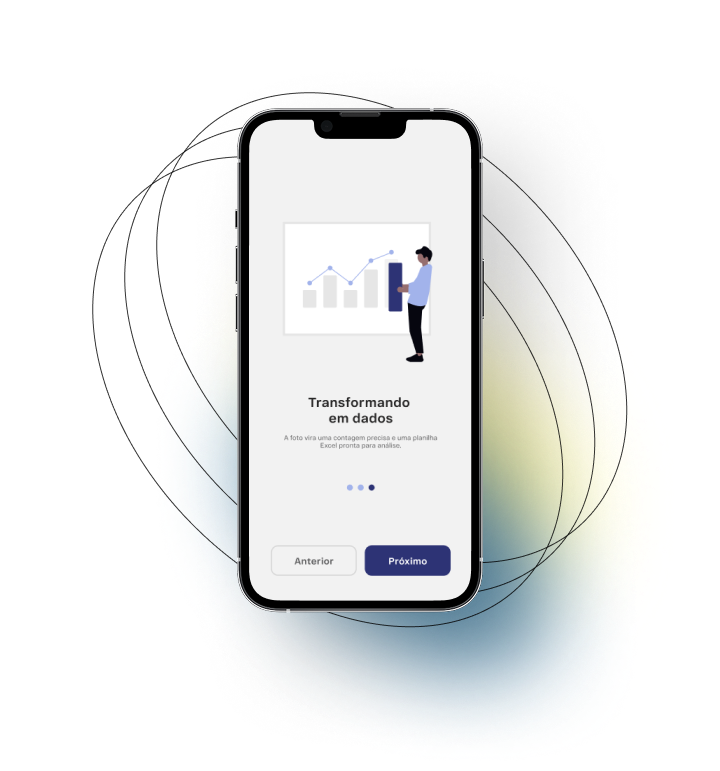 Transformando
em dados
A foto vira uma contagem precisa e uma planilha
Excel pronta para análise.
Anterior
Próximo